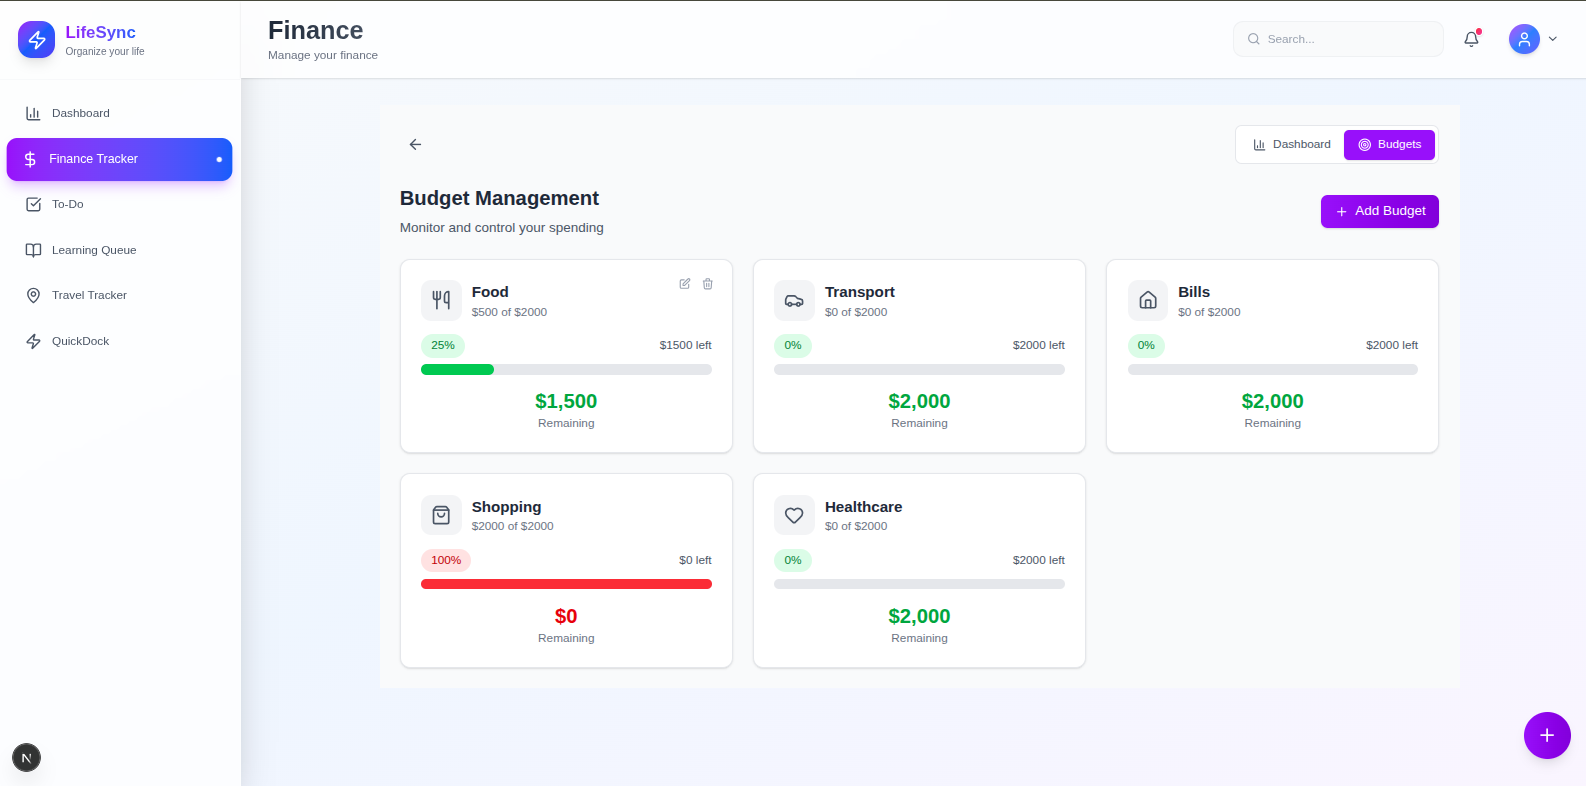 LifeSync
Organize your life
Finance
Manage your finance
Search...
Dashboard
Finance Tracker
To-Do
Learning Queue
Travel Tracker
QuickDock
Dashboard
Budgets
Budget Management
Monitor and control your spending
Add Budget
Food
$500 of $2000
25%
$1500 left
$1,500
Remaining
Transport
$0 of $2000
0%
$2000 left
$2,000
Remaining
Bills
$0 of $2000
0%
$2000 left
$2,000
Remaining
Shopping
$2000 of $2000
100%
$0 left
$0
Remaining
Healthcare
$0 of $2000
0%
$2000 left
$2,000
Remaining
N